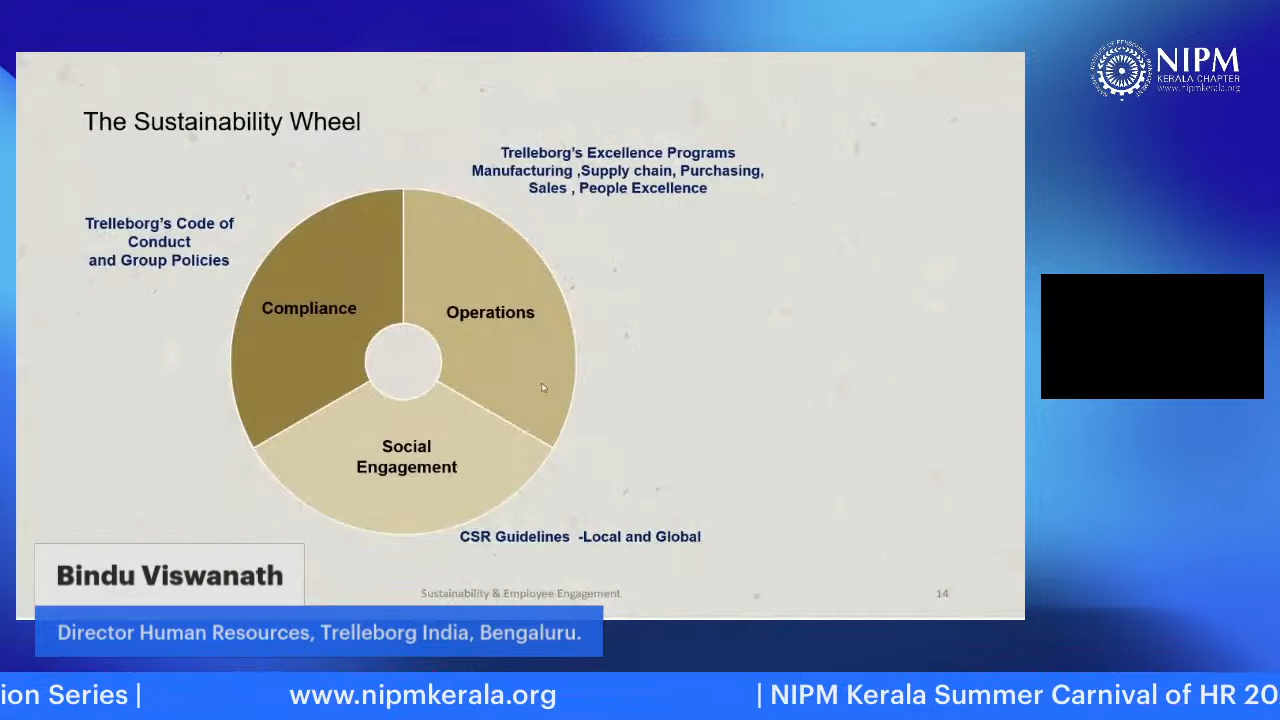 NIPM
KERALA CHAPTER
www.nipmkerala.org
The Sustainability Wheel
Trelleborg’s Excellence Programs
Manufacturing ,Supply chain, Purchasing,
Sales , People Excellence
Trelleborg’s Code of
Conduct
and Group Policies
Compliance
Operations
Social
Engagement
CSR Guidelines -Local and Global
Bindu Viswanath
Sustainability & Employee Engagement
14
Director Human Resources, Trelleborg India, Bengaluru.
ion Series | www.nipmkerala.org | NIPM Kerala Summer Carnival of HR 20